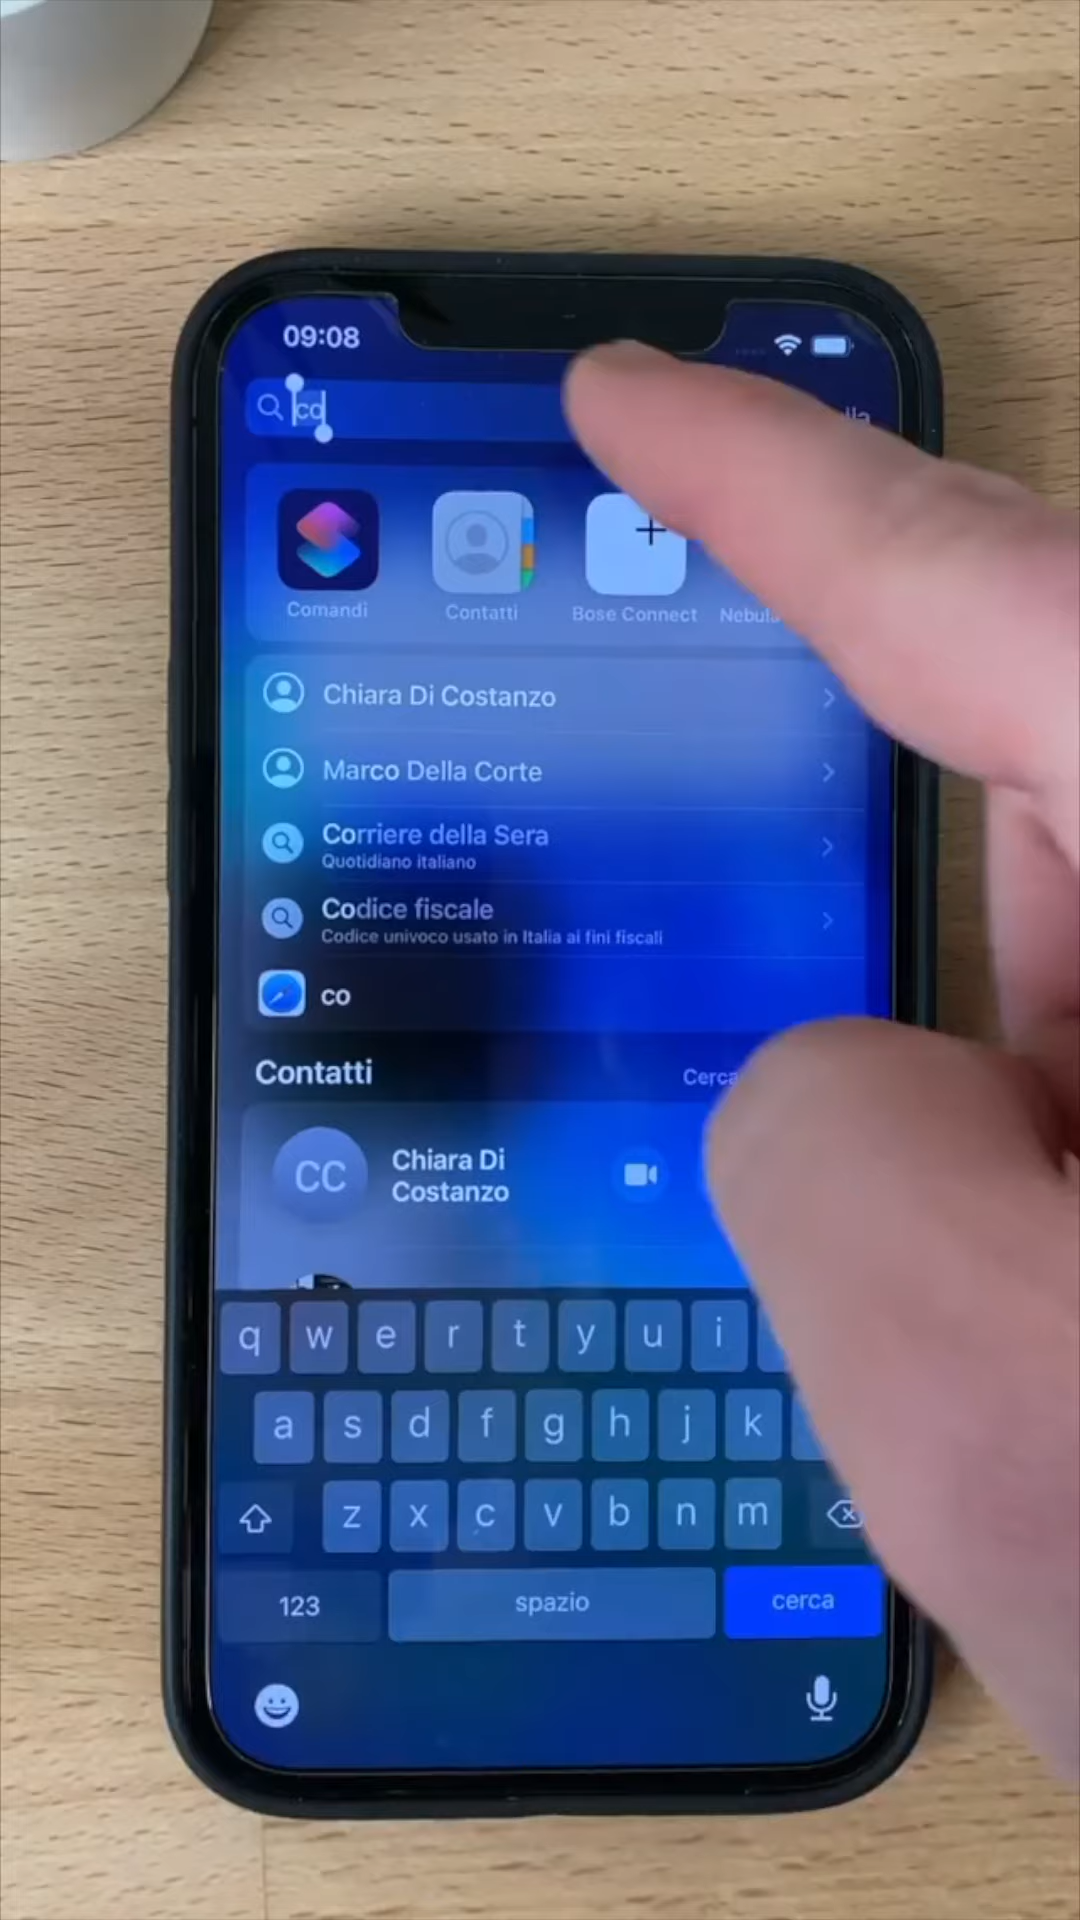 09:08
co
Comandi
Contatti
Bose Connect
Chiara Di Costanzo
Marco Della Corte
Corriere della Sera
Quotidiano italiano
Codice fiscale
Codice univoco usato in Italia ai fini fiscali
co
Contatti
Cerca
CC
Chiara Di
Costanzo
q w e r t y u i
a s d f g h j k
z x c v b n m
123
spazio
cerca